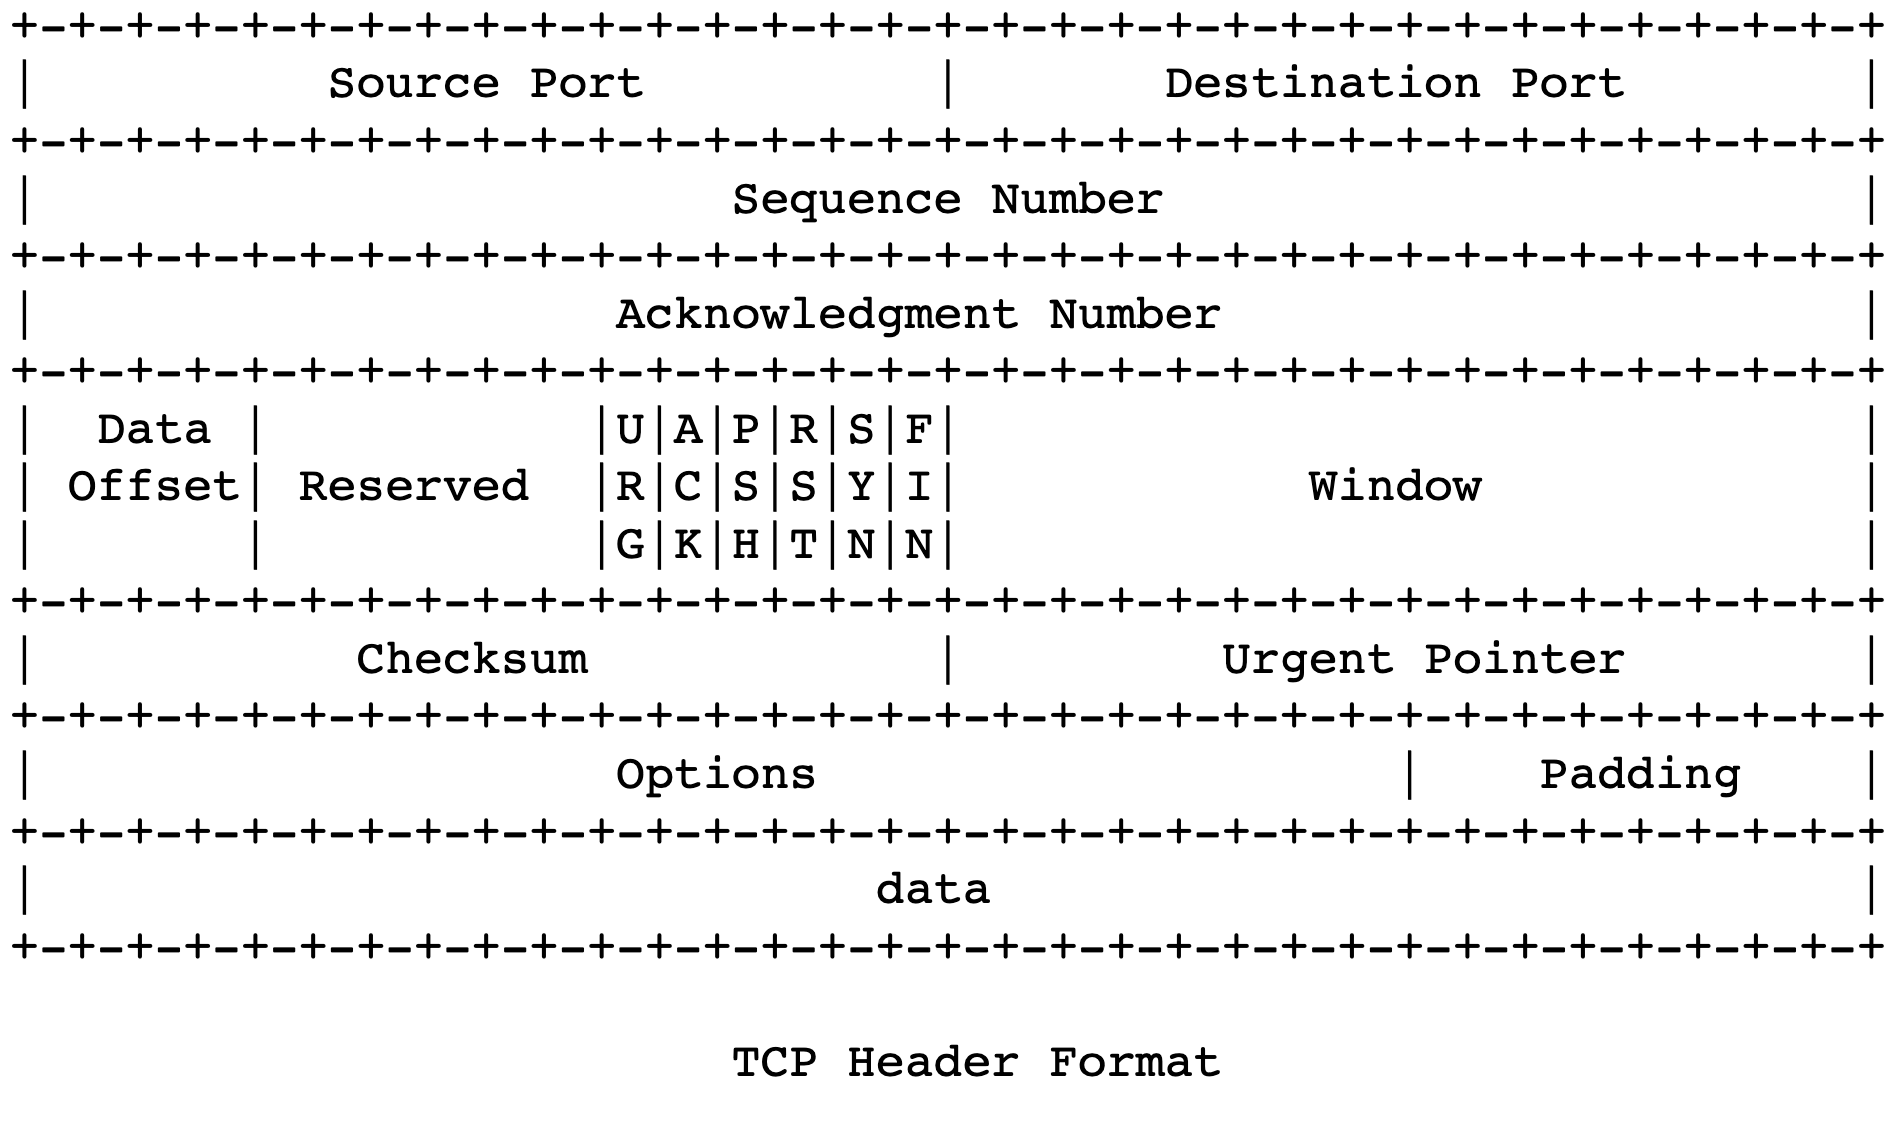 +-+-+-+-+-+-+-+-+-+-+-+-+-+-+-+-+-+-+-+-+-+-+-+-+-+-+-+-+-+-+-+-+
|          Source Port          |       Destination Port        |
+-+-+-+-+-+-+-+-+-+-+-+-+-+-+-+-+-+-+-+-+-+-+-+-+-+-+-+-+-+-+-+-+
|                        Sequence Number                        |
+-+-+-+-+-+-+-+-+-+-+-+-+-+-+-+-+-+-+-+-+-+-+-+-+-+-+-+-+-+-+-+-+
|                    Acknowledgment Number                      |
+-+-+-+-+-+-+-+-+-+-+-+-+-+-+-+-+-+-+-+-+-+-+-+-+-+-+-+-+-+-+-+-+
|  Data |           |U|A|P|R|S|F|                               |
| Offset| Reserved  |R|C|S|S|Y|I|            Window             |
|       |           |G|K|H|T|N|N|                               |
+-+-+-+-+-+-+-+-+-+-+-+-+-+-+-+-+-+-+-+-+-+-+-+-+-+-+-+-+-+-+-+-+
|           Checksum            |         Urgent Pointer        |
+-+-+-+-+-+-+-+-+-+-+-+-+-+-+-+-+-+-+-+-+-+-+-+-+-+-+-+-+-+-+-+-+
|                    Options                    |    Padding    |
+-+-+-+-+-+-+-+-+-+-+-+-+-+-+-+-+-+-+-+-+-+-+-+-+-+-+-+-+-+-+-+-+
|                             data                              |
+-+-+-+-+-+-+-+-+-+-+-+-+-+-+-+-+-+-+-+-+-+-+-+-+-+-+-+-+-+-+-+-+
TCP Header Format